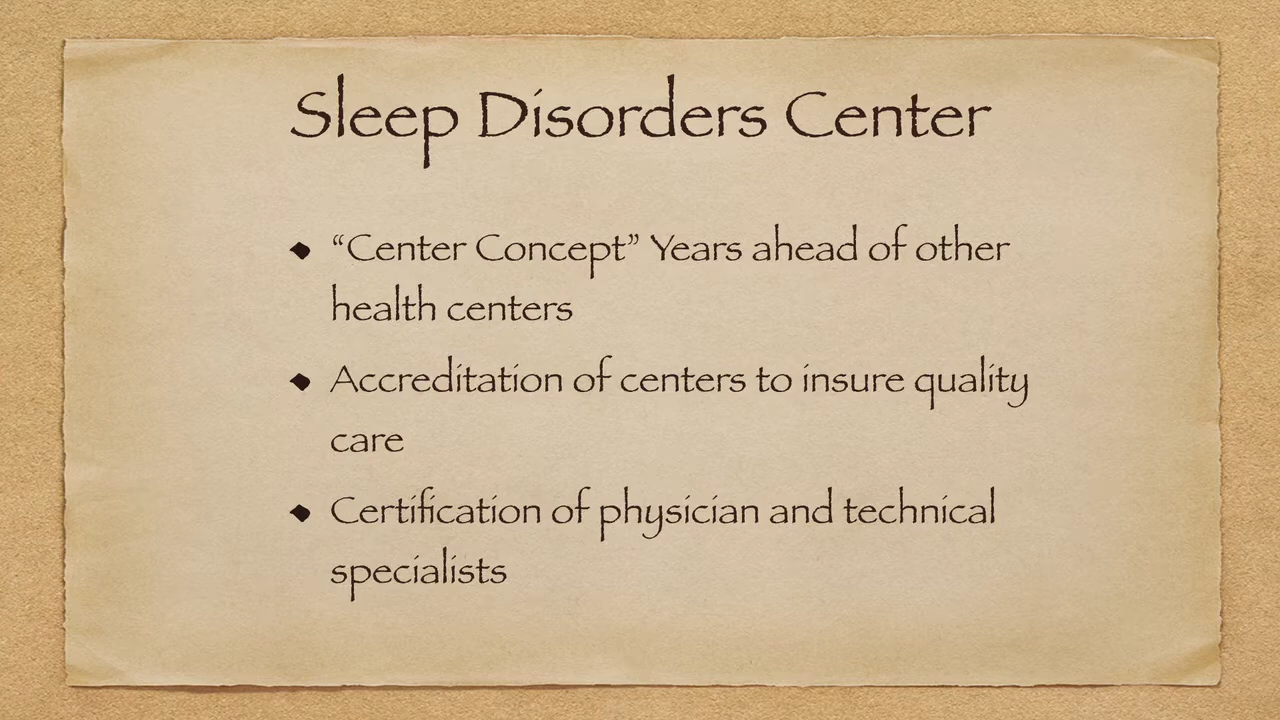 Sleep Disorders Center
“Center Concept” Years ahead of other
health centers
Accreditation of centers to insure quality
care
Certification of physician and technical
specialists